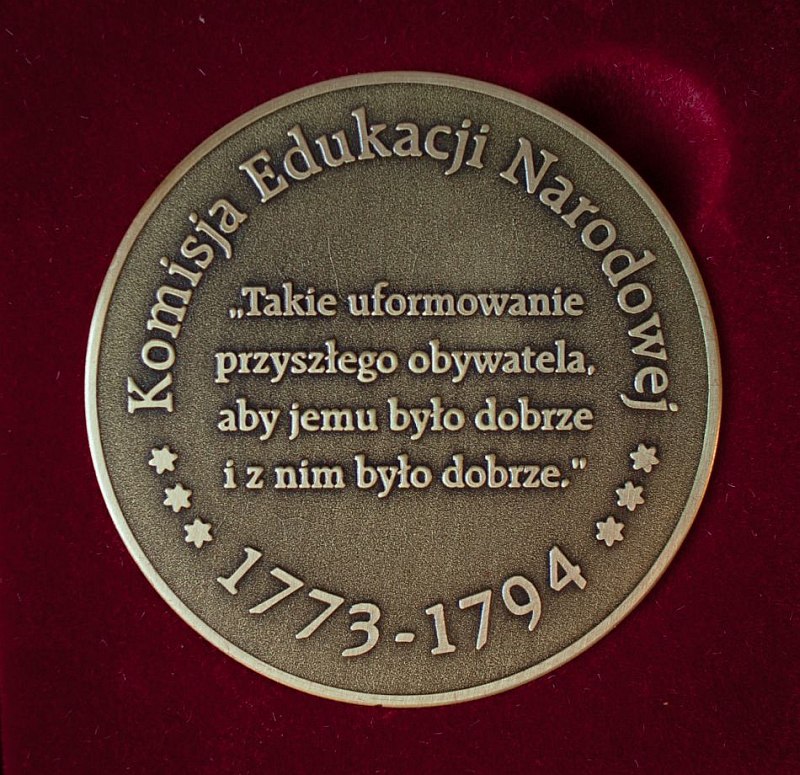 Komisja Edukacji Narodowej
„Takie uformowanie
przyszłego obywatela,
aby jemu było dobrze
i z nim było dobrze."
1773-1794